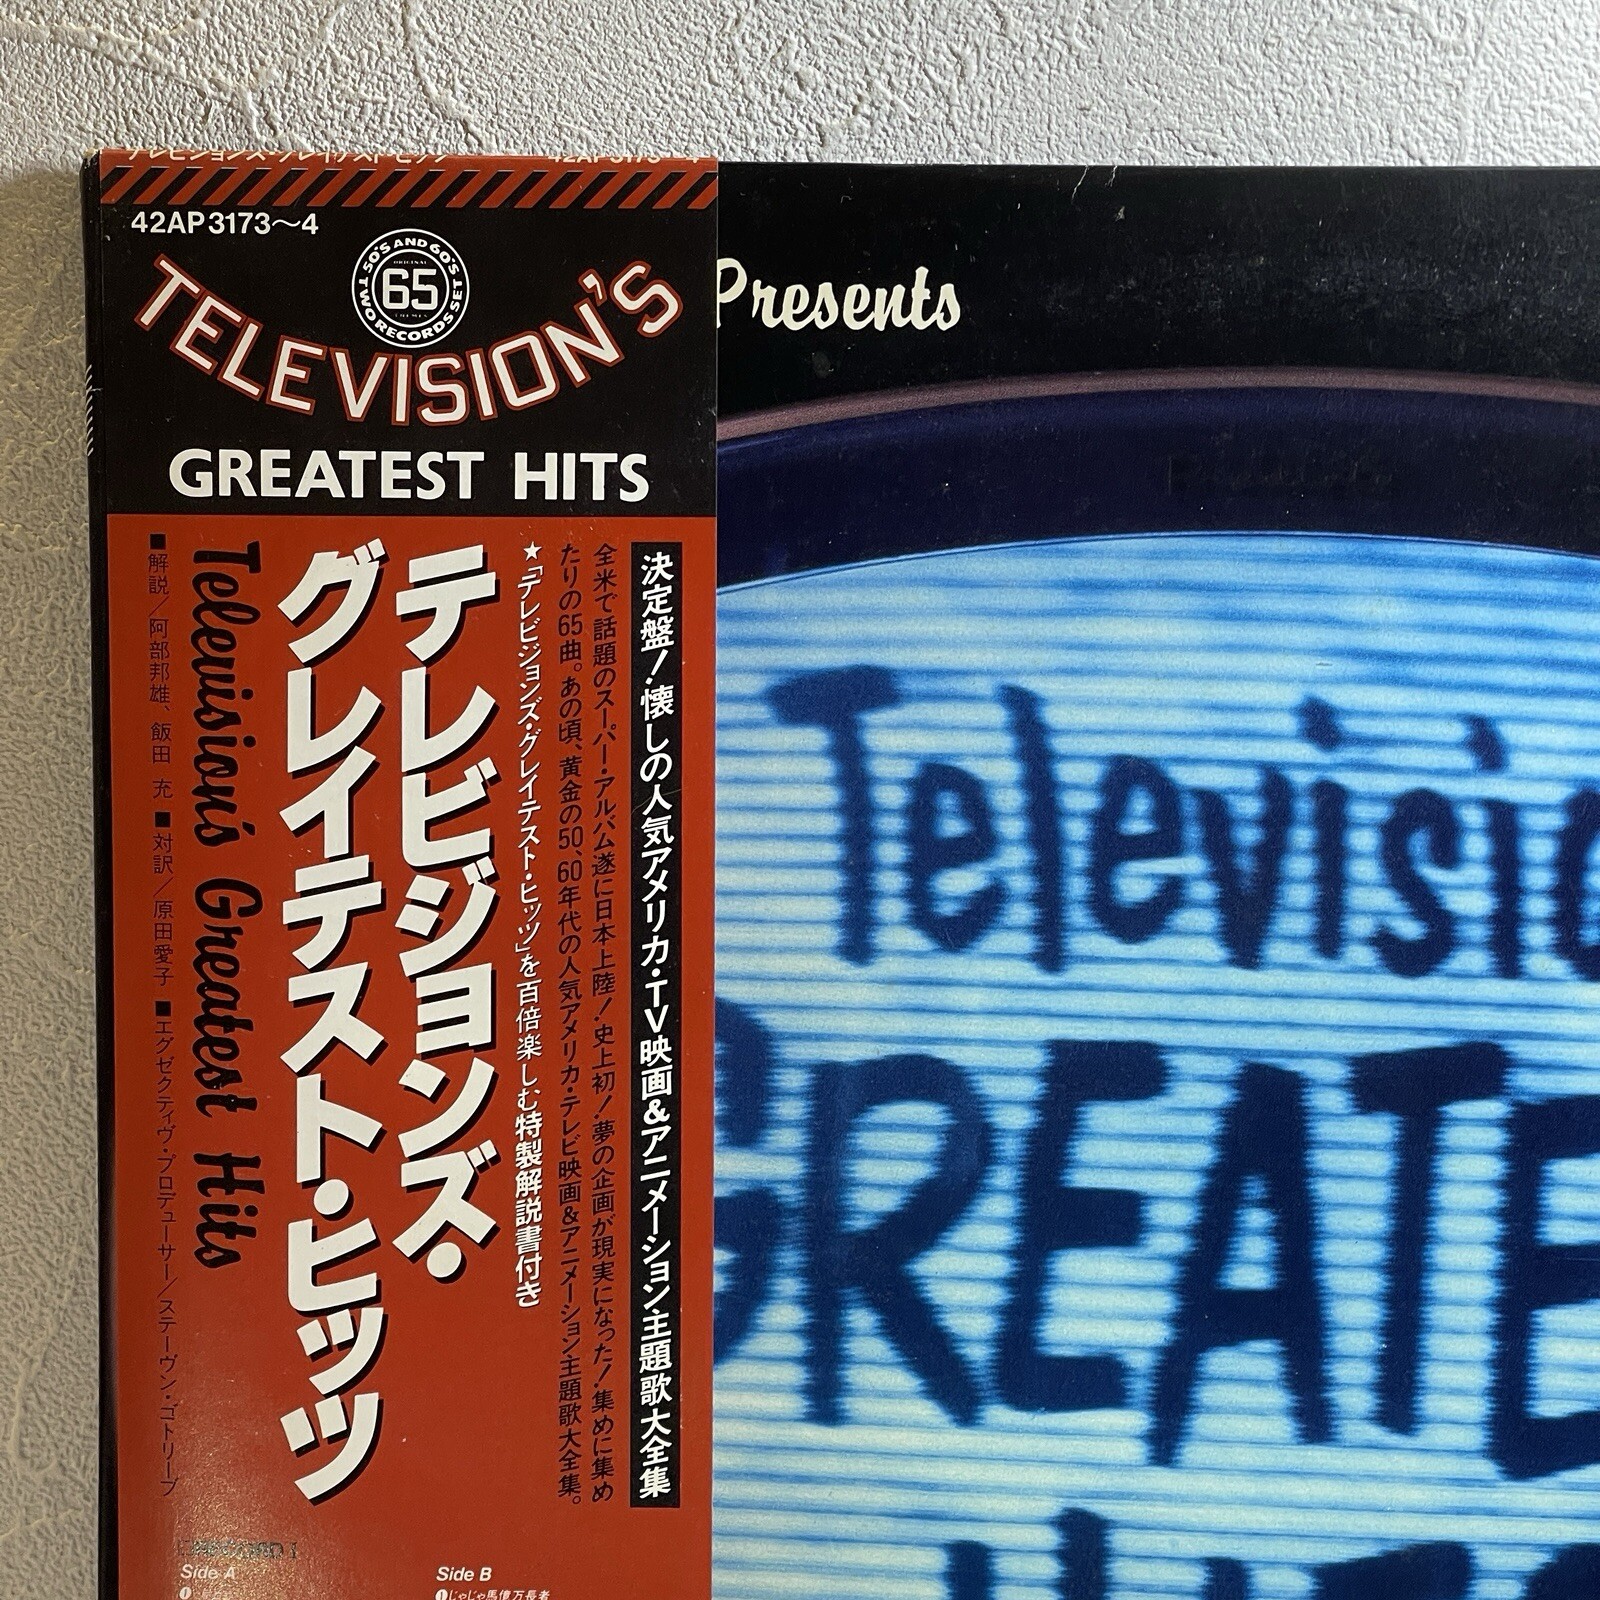 テレビジョンズ・グレイテスト・ヒッツ 42AP3173~4
42AP3173〜4
50'S AND 60'S TWO RECORDS SET
ORIGINAL
65
TELEVISION'S
GREATEST HITS
決定盤!懐しの人気アメリカ・TV映画&アニメーション主題歌大全集
全米で話題のスーパー・アルバム遂に日本上陸!史上初!夢の企画が現実になった!集めに集め
たりの65曲。あの頃、黄金の50、60年代の人気アメリカ・テレビ映画&アニメーション主題歌大全集。
★「テレビジョンズ・グレイテスト・ヒッツ」を百倍楽しむ特製解説書付き
テレビジョンズ・
グレイテスト・ヒッツ
Television's Greatest Hits
■解説/阿部邦雄、飯田 充 ■対訳/原田愛子 ■エグゼクティヴ・プロデューサー/スティーヴン・ゴトリーブ
Side A
❶
Side B
❶じゃじゃ馬億万長者
Presents
Televisio
GREATE